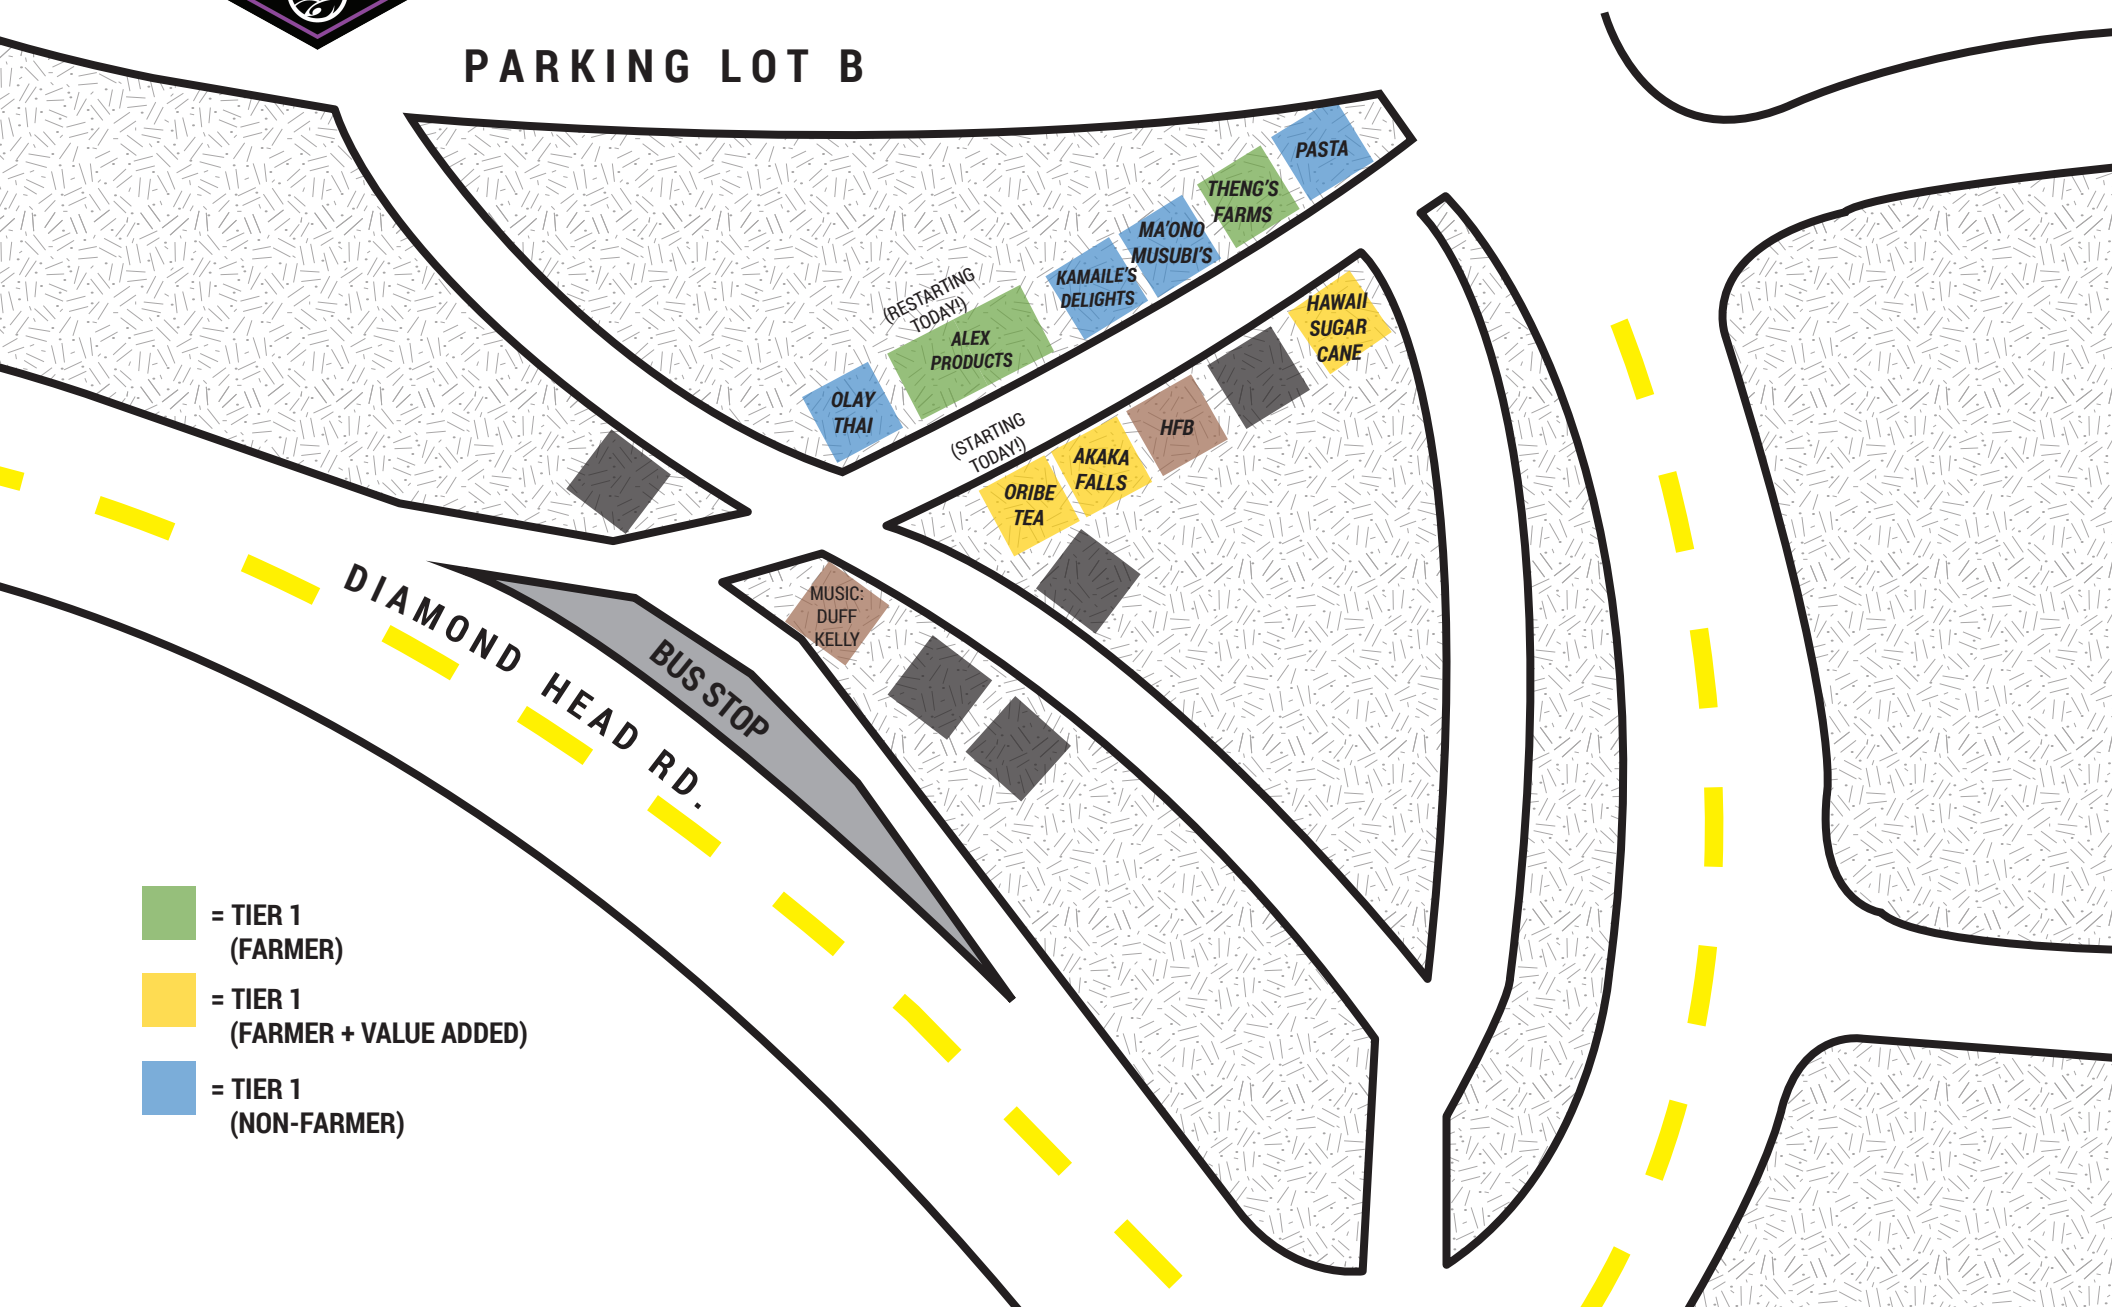 PARKING LOT B
PASTA
THENG'S
FARMS
MA'ONO
MUSUBI'S
KAMAILE'S
DELIGHTS
(RESTARTING
TODAY!)
ALEX
PRODUCTS
OLAY
THAI
HAWAII
SUGAR
CANE
HFB
(STARTING
TODAY!)
AKAKA
FALLS
ORIBE
TEA
MUSIC:
DUFF
KELLY
BUS STOP
DIAMOND HEAD RD.
= TIER 1
(FARMER)
= TIER 1
(FARMER + VALUE ADDED)
= TIER 1
(NON-FARMER)